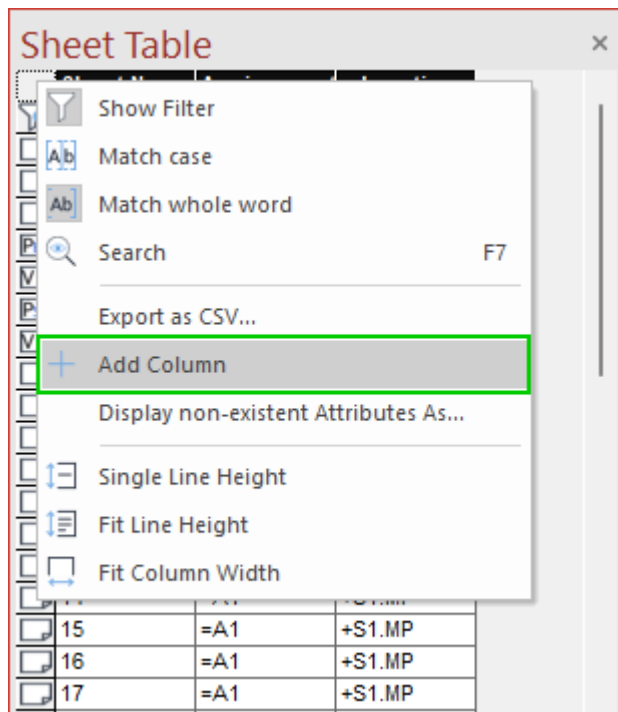 Sheet Table
Show Filter
Match case
Match whole word
Search F7
Export as CSV...
Add Column
Display non-existent Attributes As...
Single Line Height
Fit Line Height
Fit Column Width
15 =A1 +S1.MP
16 =A1 +S1.MP
17 =A1 +S1.MP